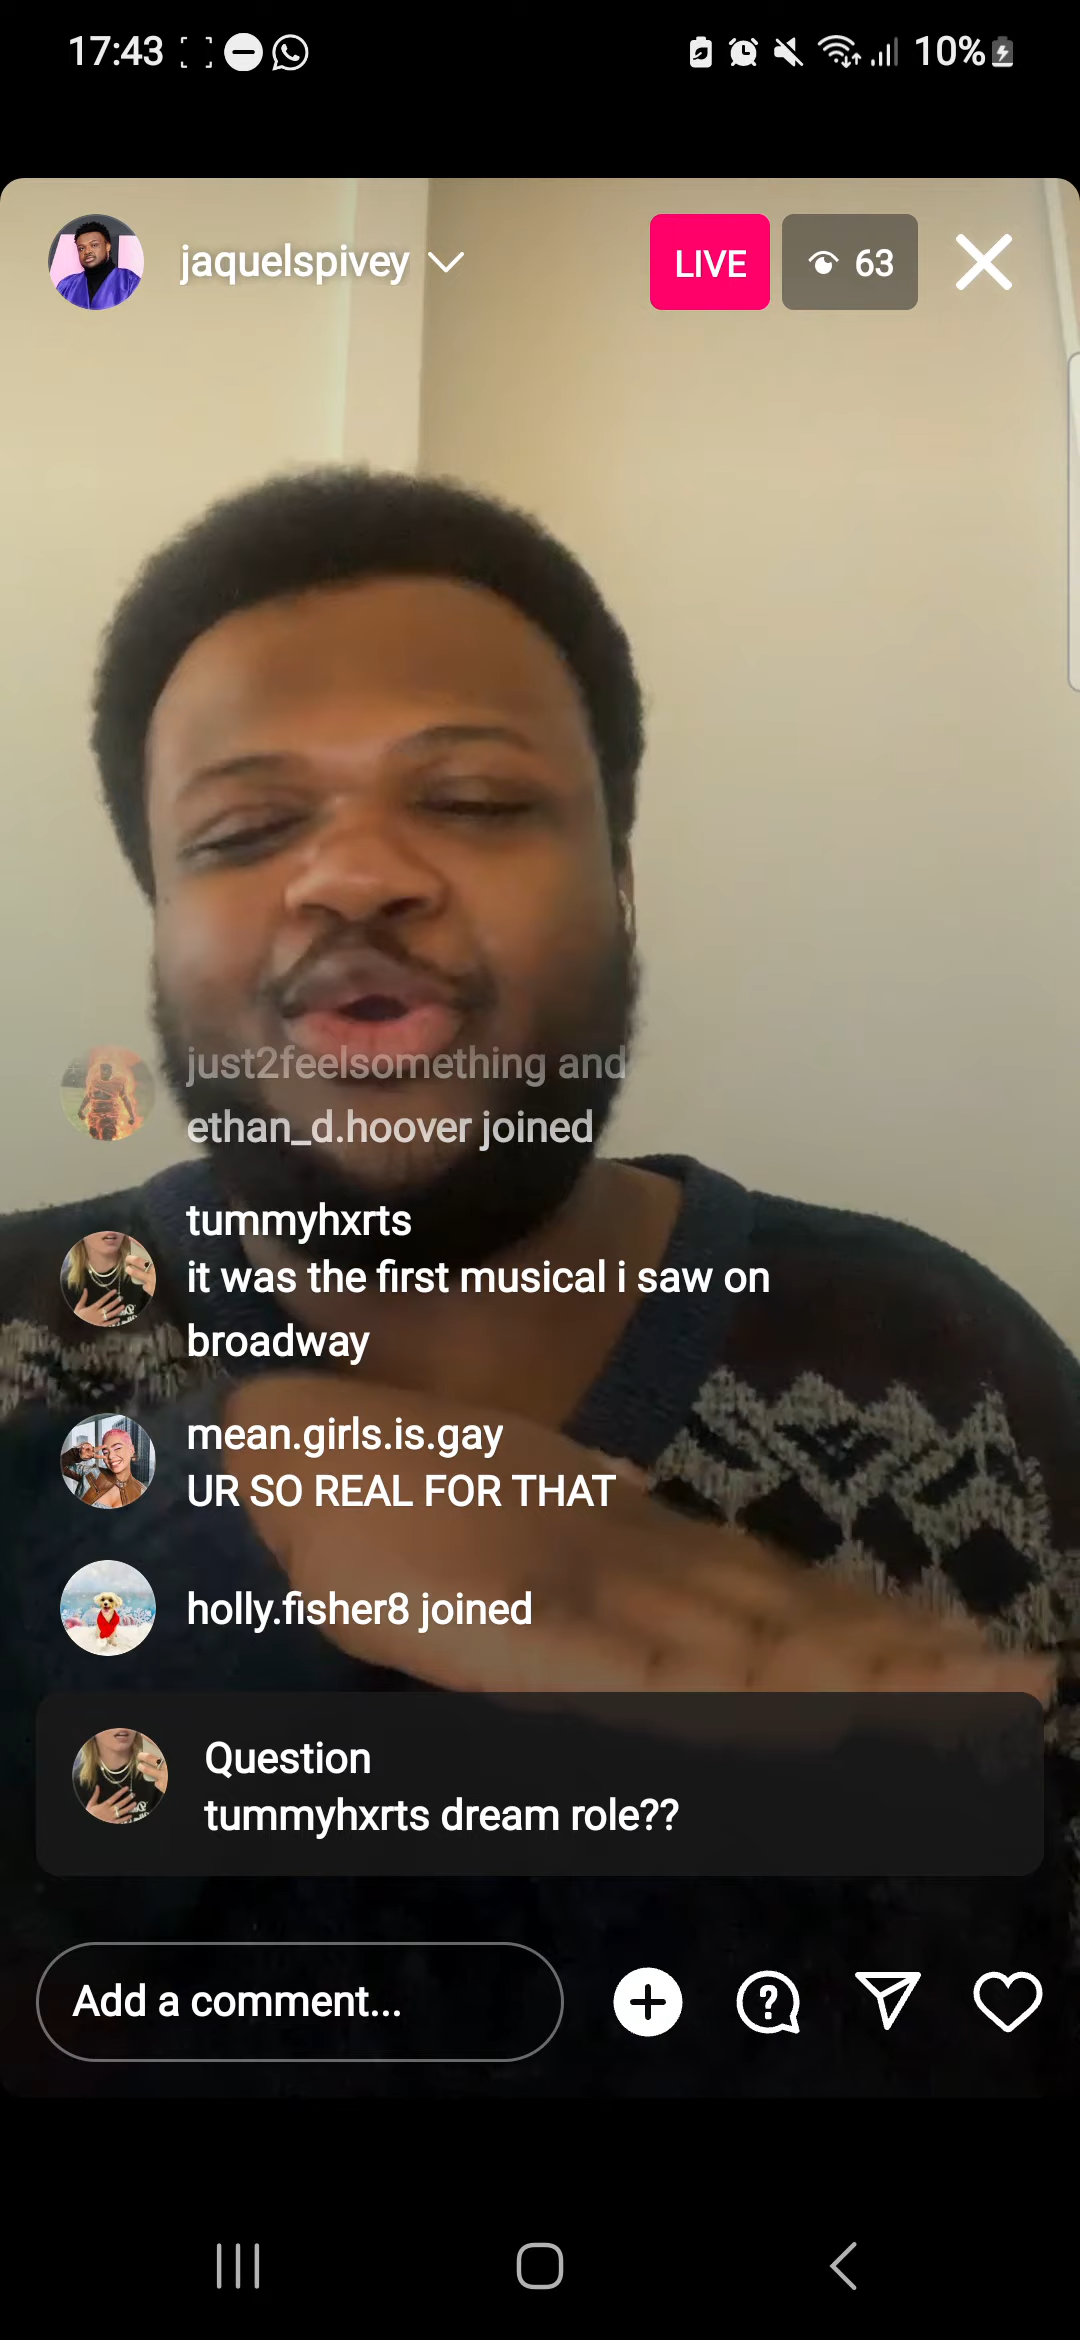 17:43
10%
jaquelspivey
LIVE
63
just2feelsomething and
ethan_d.hoover joined
tummyhxrts
it was the first musical i saw on
broadway
mean.girls.is.gay
UR SO REAL FOR THAT
holly.fisher8 joined
Question
tummyhxrts dream role??
Add a comment...